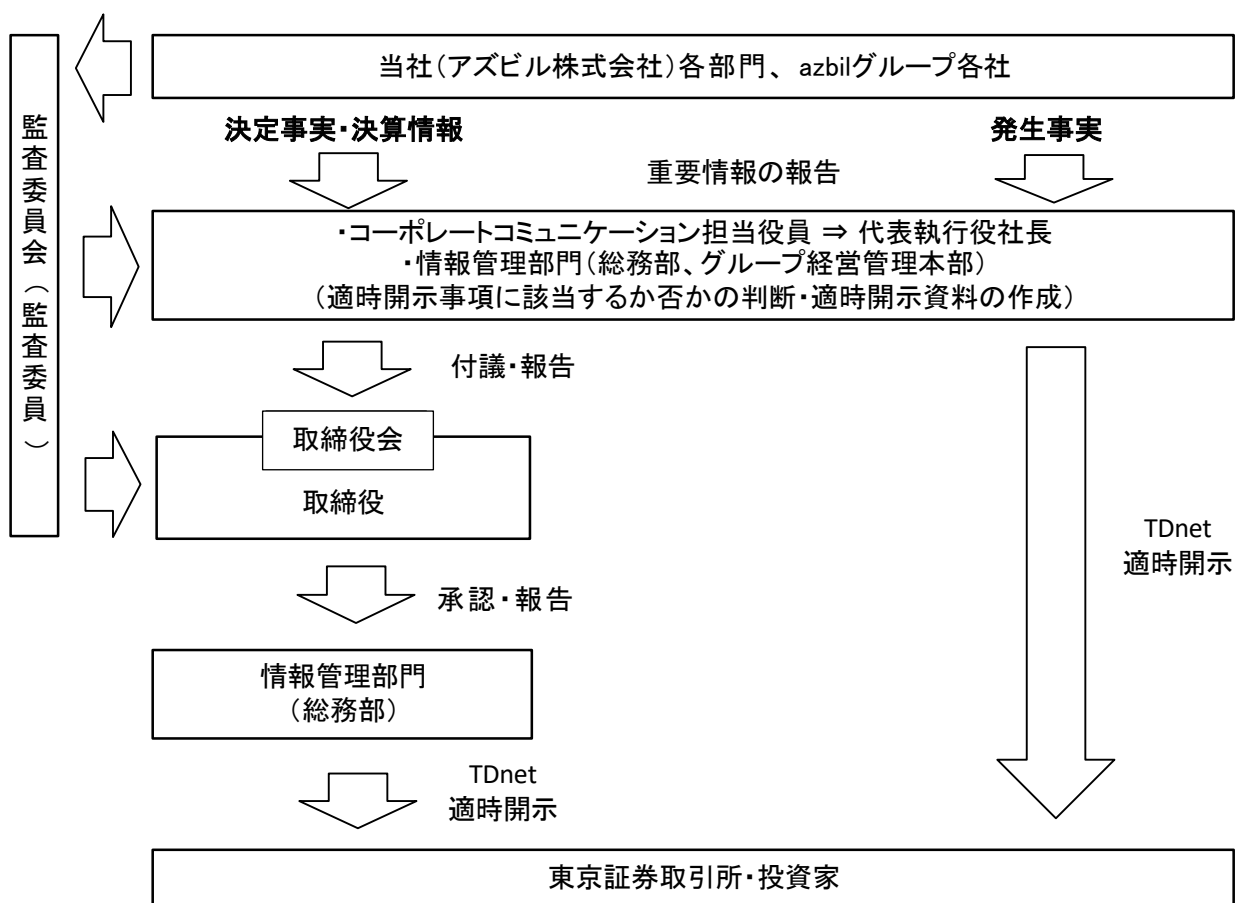 当社（アズビル株式会社）各部門、 azbilグループ各社
監査委員会（監査委員）
決定事実・決算情報
発生事実
重要情報の報告
・コーポレートコミュニケーション担当役員 ⇒ 代表執行役社長
・情報管理部門（総務部、グループ経営管理本部）
（適時開示事項に該当するか否かの判断・適時開示資料の作成）
付議・報告
取締役会
取締役
TDnet
適時開示
承認・報告
情報管理部門
（総務部）
TDnet
適時開示
東京証券取引所・投資家